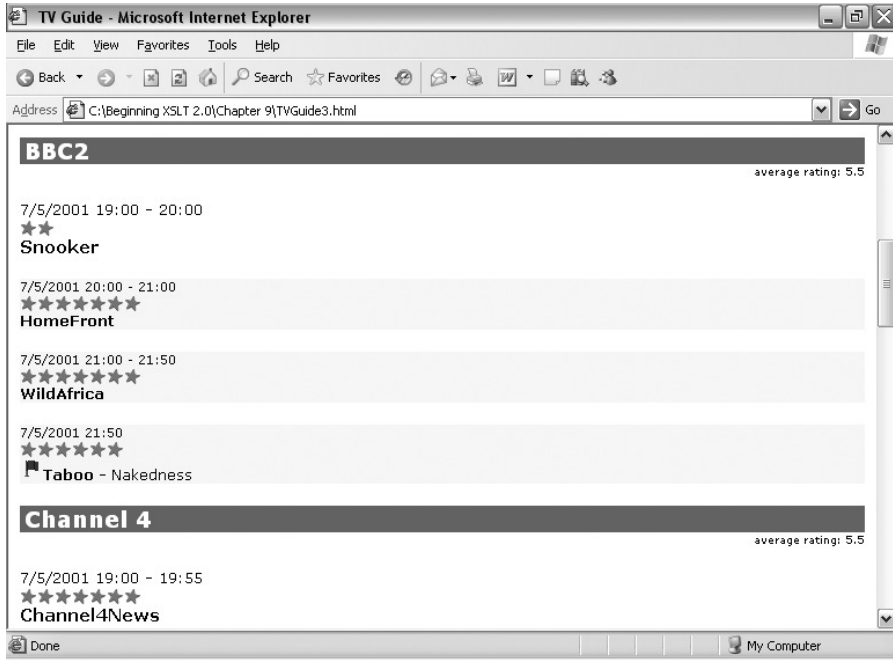 TV Guide - Microsoft Internet Explorer
File Edit View Favorites Tools Help
Back Search Favorites
Address C:\Beginning XSLT 2.0\Chapter 9\TVGuide3.html Go
BBC2
average rating: 5.5
7/5/2001 19:00 - 20:00
Snooker
7/5/2001 20:00 - 21:00
HomeFront
7/5/2001 21:00 - 21:50
WildAfrica
7/5/2001 21:50
Taboo - Nakedness
Channel 4
average rating: 5.5
7/5/2001 19:00 - 19:55
Channel4News
Done My Computer